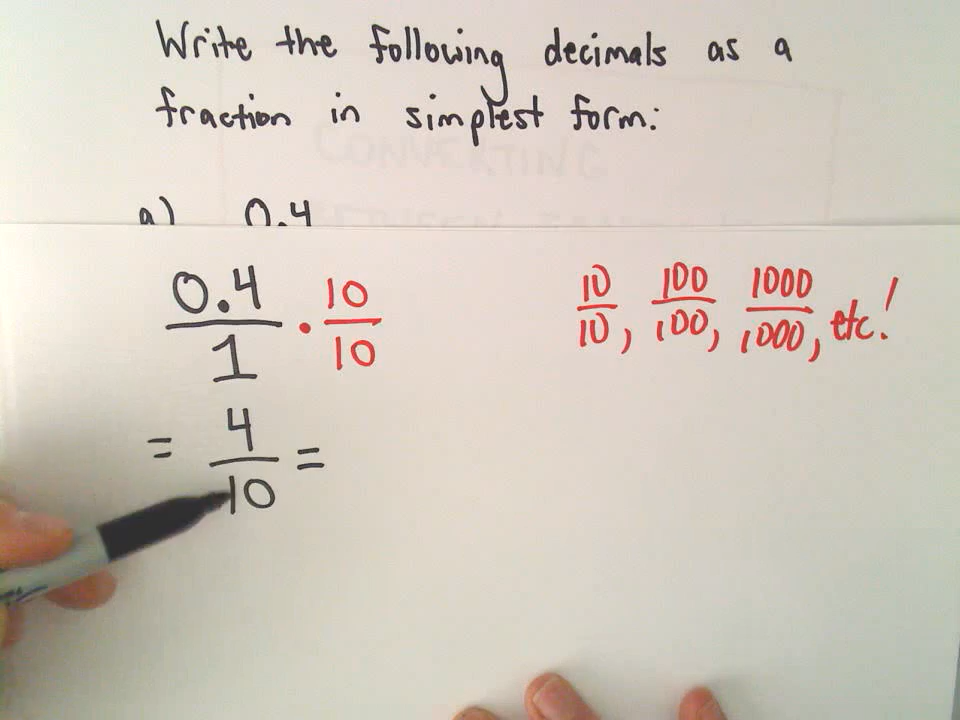 Write the following decimals as a
fraction in simplest form:
CONVERTING
a) 0.4
0.4/1 · 10/10
10/10, 100/100, 1000/1000, etc!
= 4/10 =